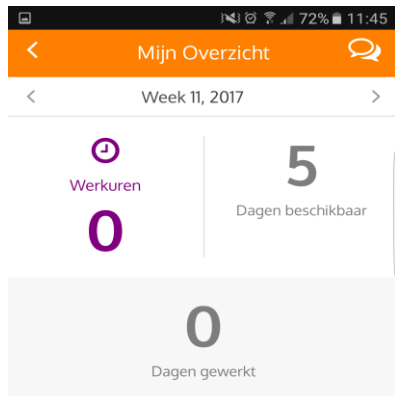 72% 11:45
Mijn Overzicht
Week 11, 2017
Werkuren
0
5
Dagen beschikbaar
0
Dagen gewerkt